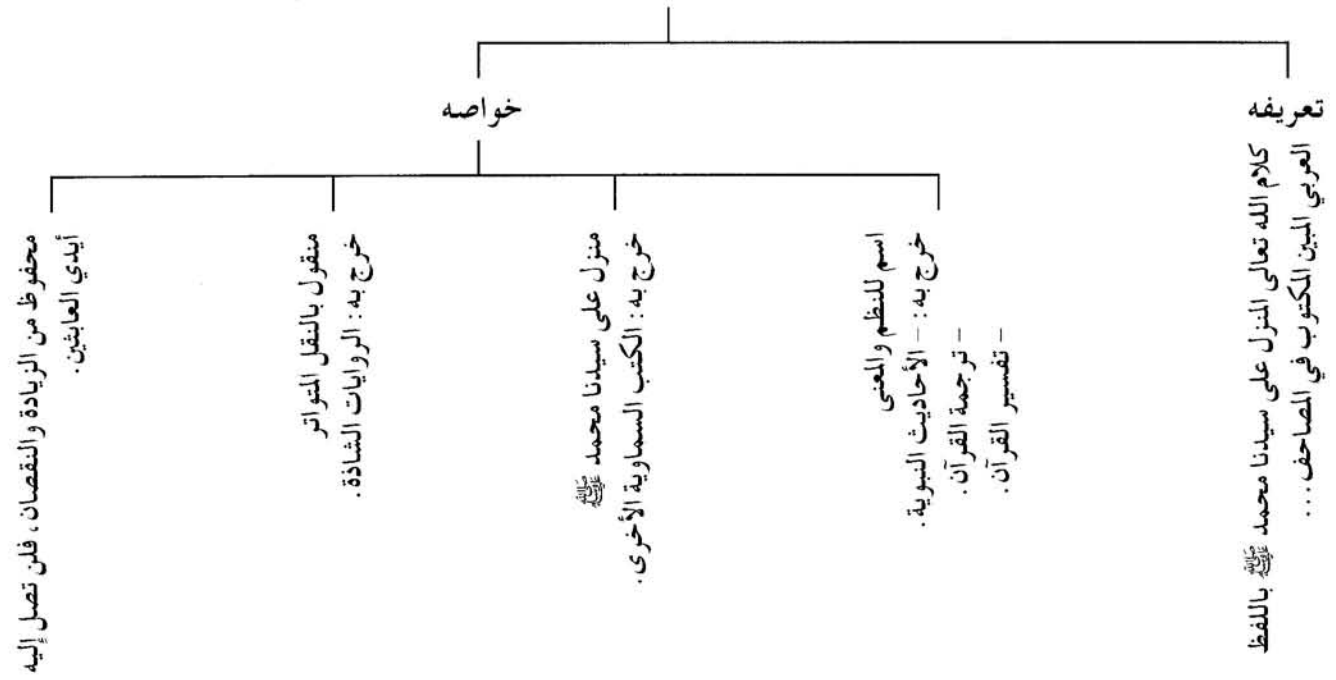 تعريفه
كلام الله تعالى المنزل على سيدنا محمد ﷺ باللفظ
العربي المبين المكتوب في المصاحف...
خواصه
اسم للنظم والمعنى
خرج به: - الأحاديث النبوية.
- ترجمة القرآن.
- تفسير القرآن.
منزل على سيدنا محمد ﷺ
خرج به: الكتب السماوية الأخرى.
منقول بالنقل المتواتر
خرج به: الروايات الشاذة.
محفوظ من الزيادة والنقصان، فلن تصل إليه
أيدي العابثين.